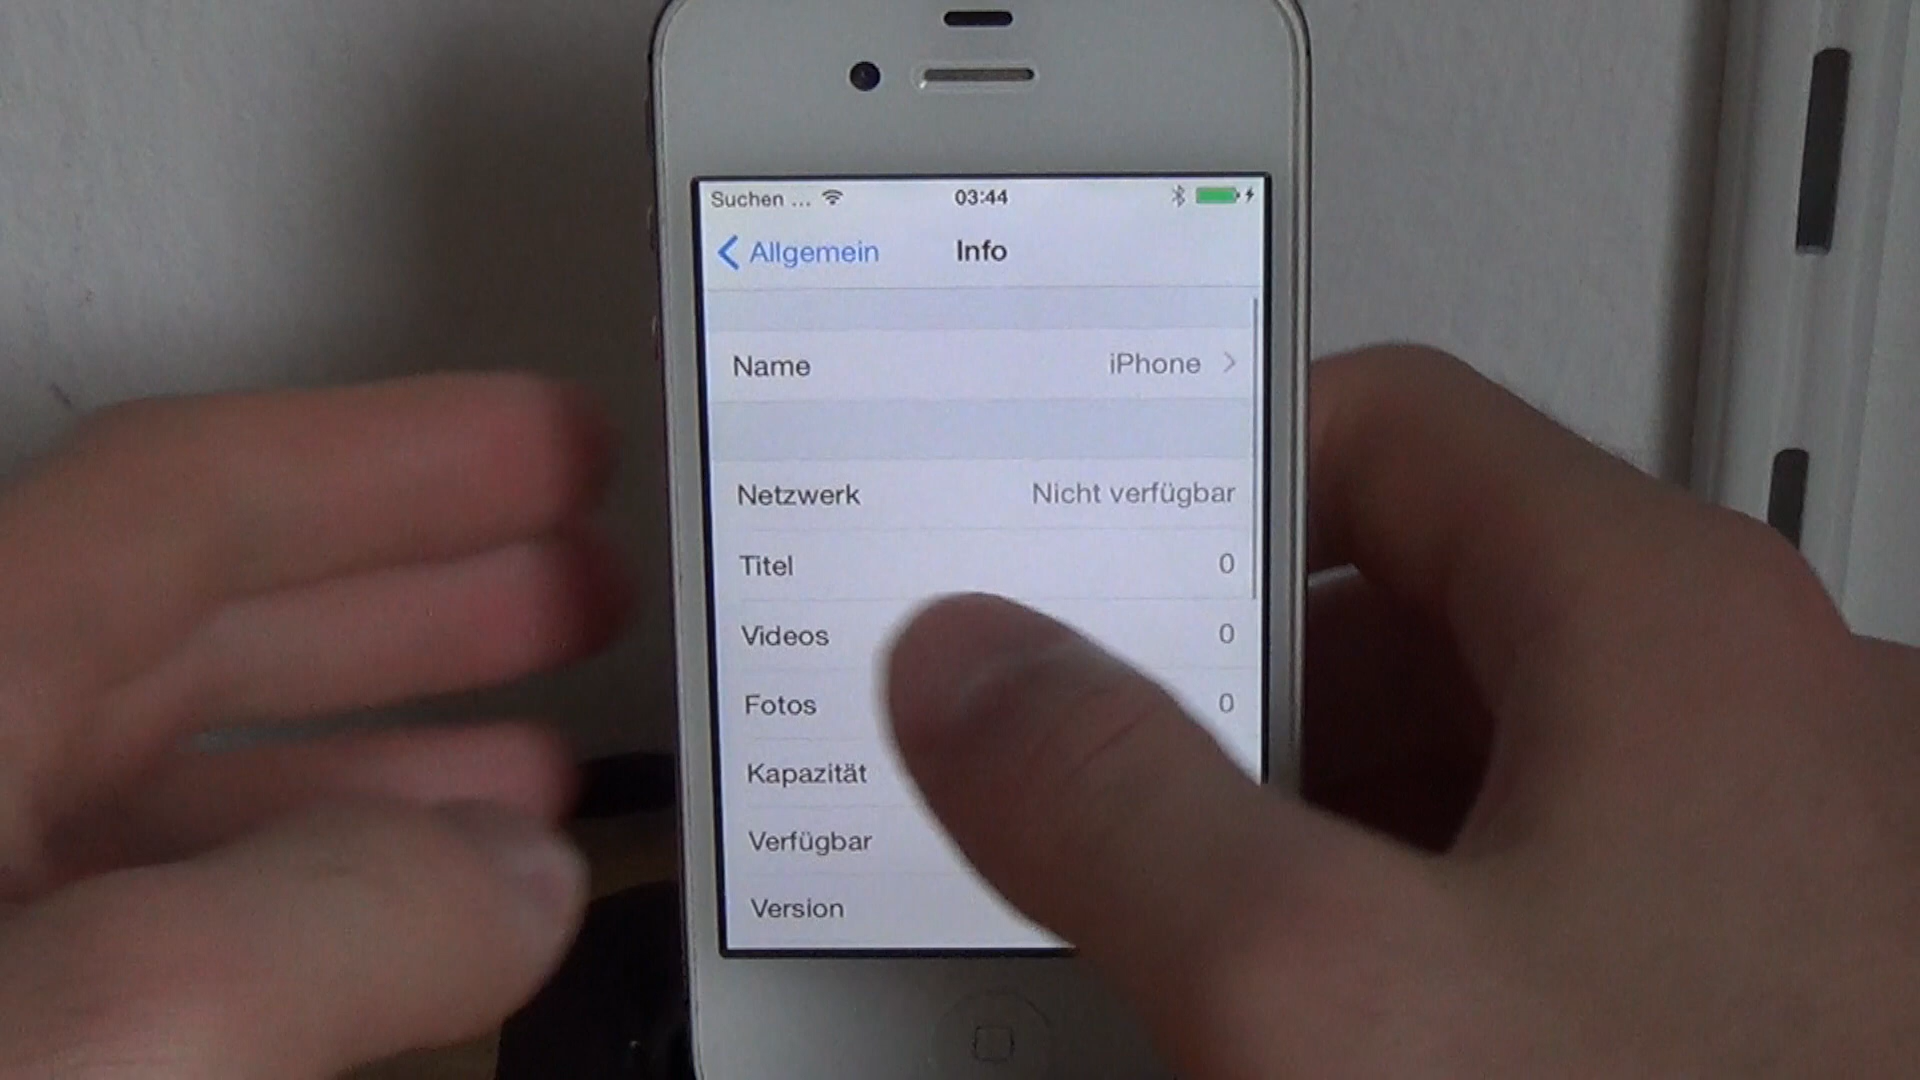 Suchen ... 03:44
Allgemein Info
Name iPhone
Netzwerk Nicht verfügbar
Titel 0
Videos 0
Fotos 0
Kapazität
Verfügbar
Version